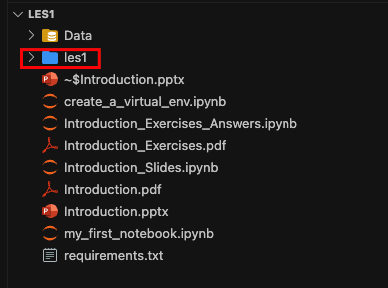 LES1
Data
les1
~$Introduction.pptx
create_a_virtual_env.ipynb
Introduction_Exercises_Answers.ipynb
Introduction_Exercises.pdf
Introduction_Slides.ipynb
Introduction.pdf
Introduction.pptx
my_first_notebook.ipynb
requirements.txt